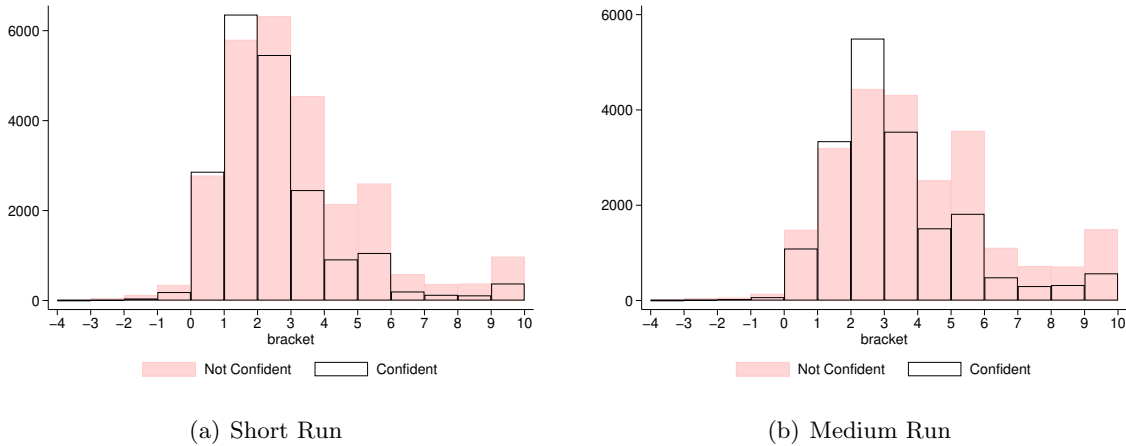 6000
4000
2000
0
−4 −3 −2 −1 0 1 2 3 4 5 6 7 8 9 10
bracket
Not Confident Confident
(a) Short Run
6000
4000
2000
0
−4 −3 −2 −1 0 1 2 3 4 5 6 7 8 9 10
bracket
Not Confident Confident
(b) Medium Run